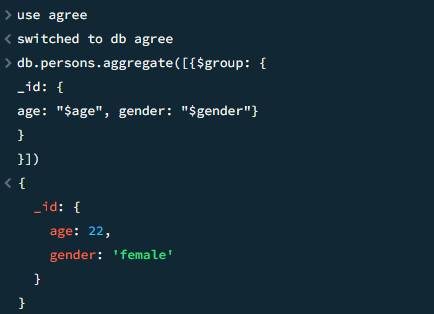 > use agree
< switched to db agree
> db.persons.aggregate([{$group: {
_id: {
age: "$age", gender: "$gender"}
}
}])
< {
_id: {
age: 22,
gender: 'female'
}
}